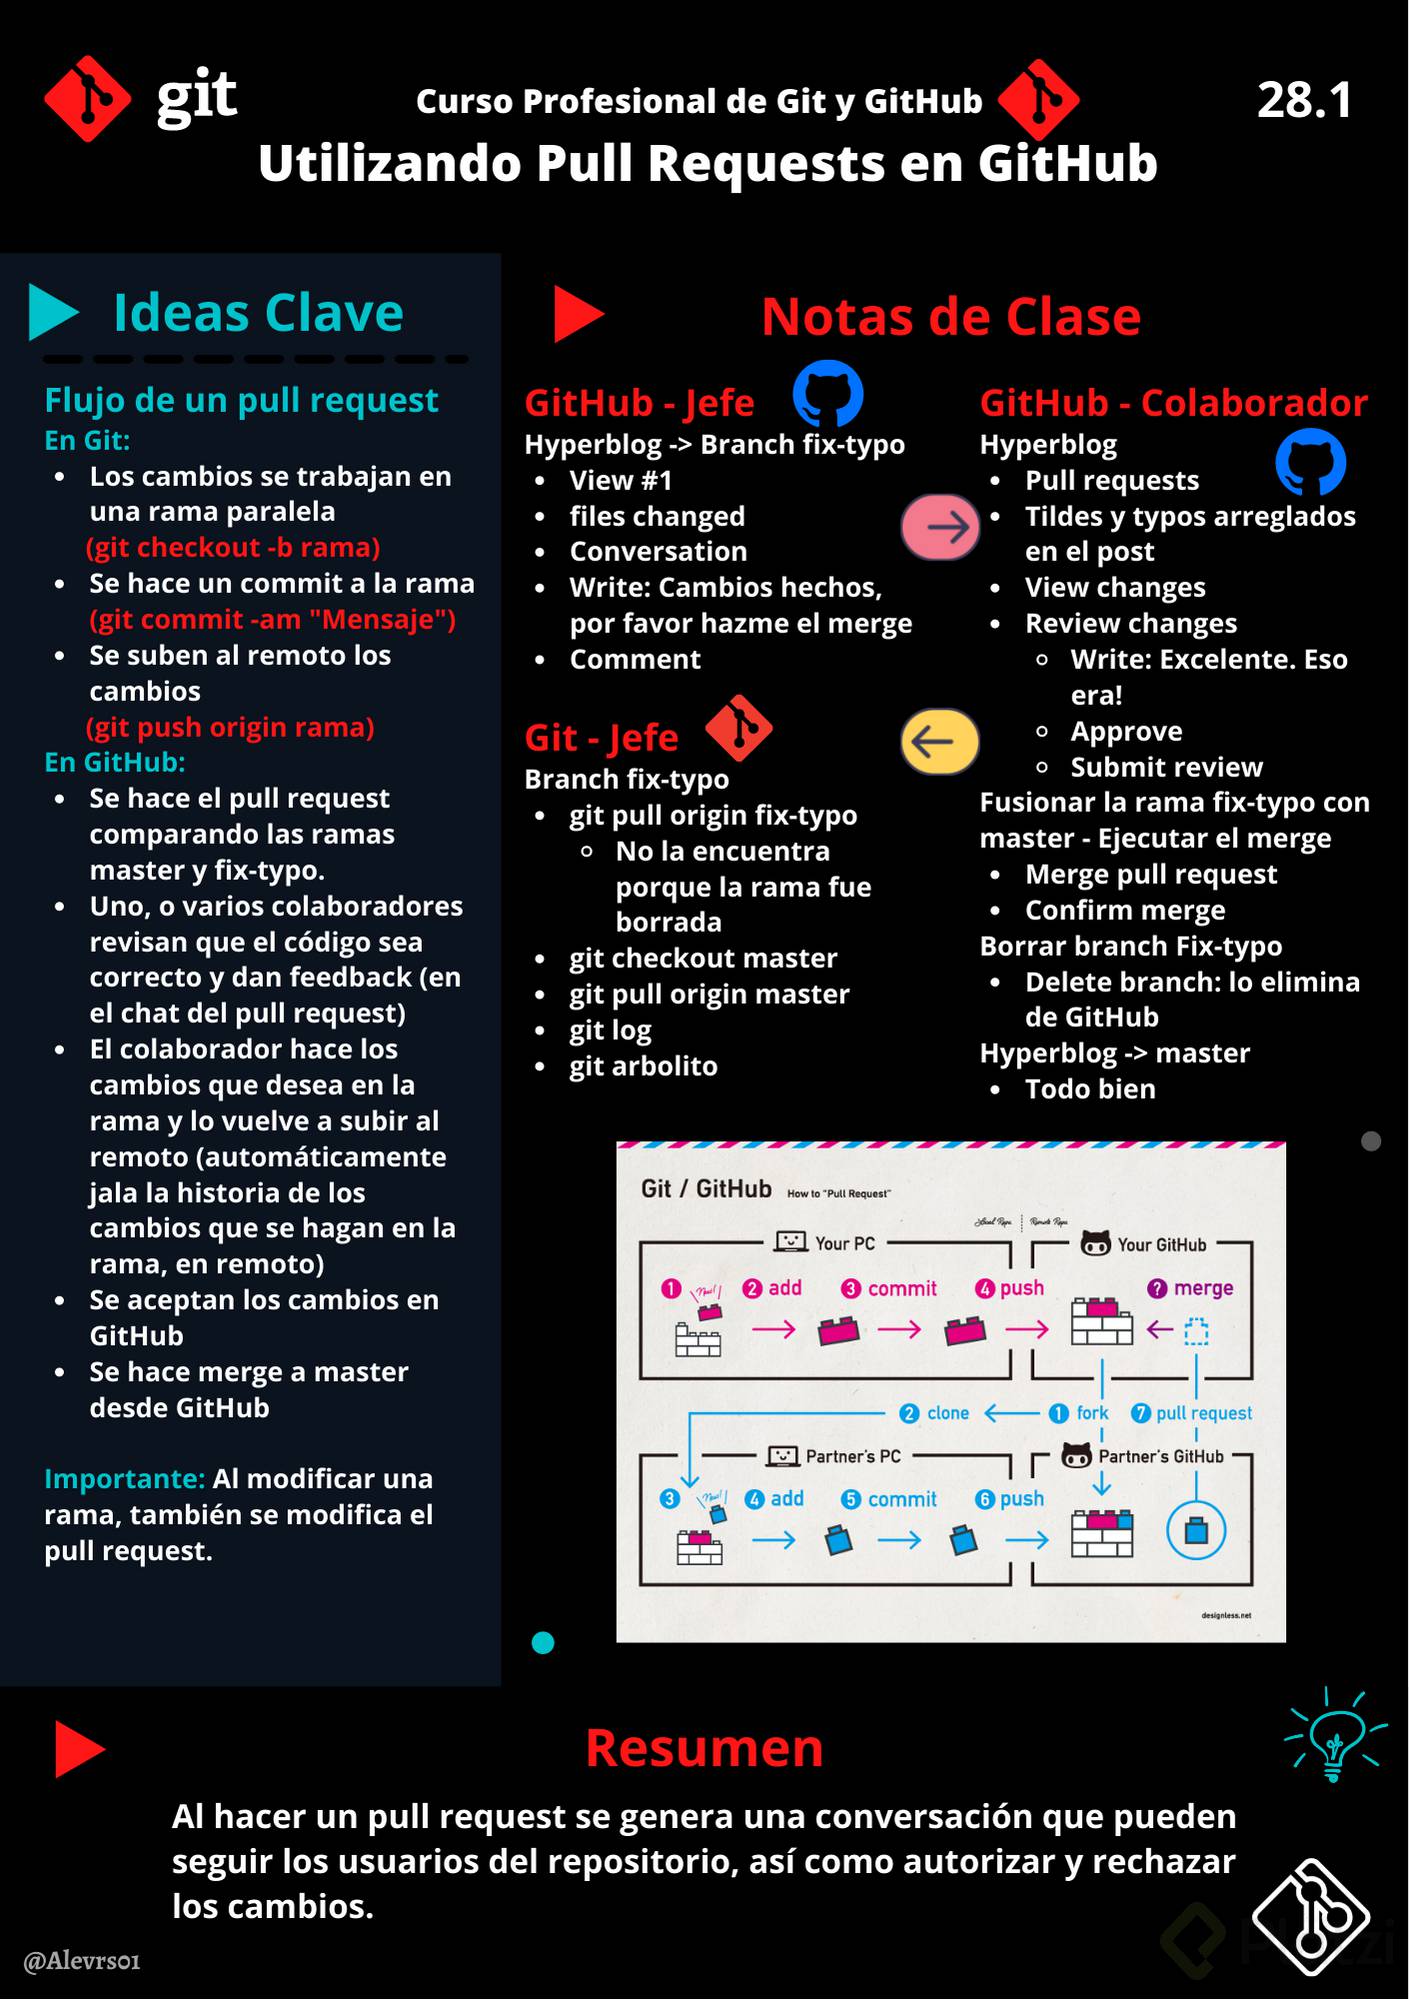 git
Curso Profesional de Git y GitHub
28.1
Utilizando Pull Requests en GitHub
Ideas Clave
Flujo de un pull request
En Git:
• Los cambios se trabajan en
una rama paralela
(git checkout -b rama)
• Se hace un commit a la rama
(git commit -am "Mensaje")
• Se suben al remoto los
cambios
(git push origin rama)
En GitHub:
• Se hace el pull request
comparando las ramas
master y fix-typo.
• Uno, o varios colaboradores
revisan que el código sea
correcto y dan feedback (en
el chat del pull request)
• El colaborador hace los
cambios que desea en la
rama y lo vuelve a subir al
remoto (automáticamente
jala la historia de los
cambios que se hagan en la
rama, en remoto)
• Se aceptan los cambios en
GitHub
• Se hace merge a master
desde GitHub
Importante: Al modificar una
rama, también se modifica el
pull request.
Notas de Clase
GitHub - Jefe
Hyperblog -> Branch fix-typo
• View #1
• files changed
• Conversation
• Write: Cambios hechos,
por favor hazme el merge
• Comment
Git - Jefe
Branch fix-typo
• git pull origin fix-typo
◦ No la encuentra
porque la rama fue
borrada
• git checkout master
• git pull origin master
• git log
• git arbolito
GitHub - Colaborador
Hyperblog
• Pull requests
• Tildes y typos arreglados
en el post
• View changes
• Review changes
◦ Write: Excelente. Eso
era!
◦ Approve
◦ Submit review
Fusionar la rama fix-typo con
master - Ejecutar el merge
• Merge pull request
• Confirm merge
Borrar branch Fix-typo
• Delete branch: lo elimina
de GitHub
Hyperblog -> master
• Todo bien
Git / GitHub How to "Pull Request"
Local Repo Remote Repo
Your PC
Your GitHub
1 New! 2 add 3 commit 4 push ? merge
2 clone 1 fork 7 pull request
Partner's PC
Partner's GitHub
3 New! 4 add 5 commit 6 push
designless.net
Resumen
Al hacer un pull request se genera una conversación que pueden
seguir los usuarios del repositorio, así como autorizar y rechazar
los cambios.
@Alevrs01